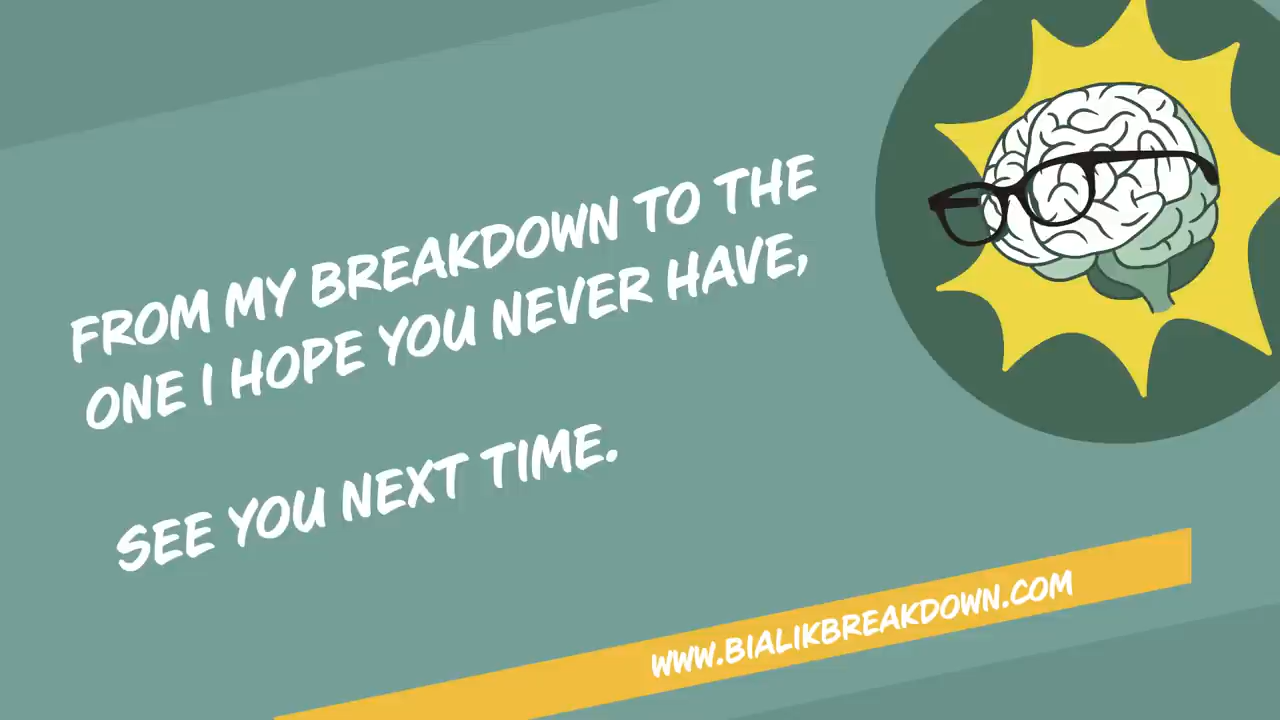 FROM MY BREAKDOWN TO THE
ONE I HOPE YOU NEVER HAVE,
SEE YOU NEXT TIME.
WWW.BIALIKBREAKDOWN.COM